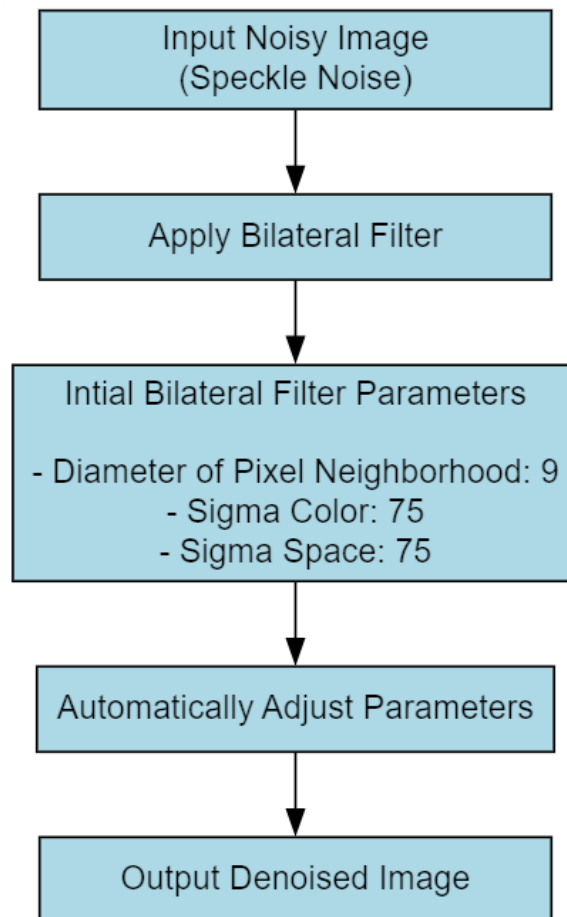 Input Noisy Image
(Speckle Noise)
Apply Bilateral Filter
Intial Bilateral Filter Parameters
- Diameter of Pixel Neighborhood: 9
- Sigma Color: 75
- Sigma Space: 75
Automatically Adjust Parameters
Output Denoised Image